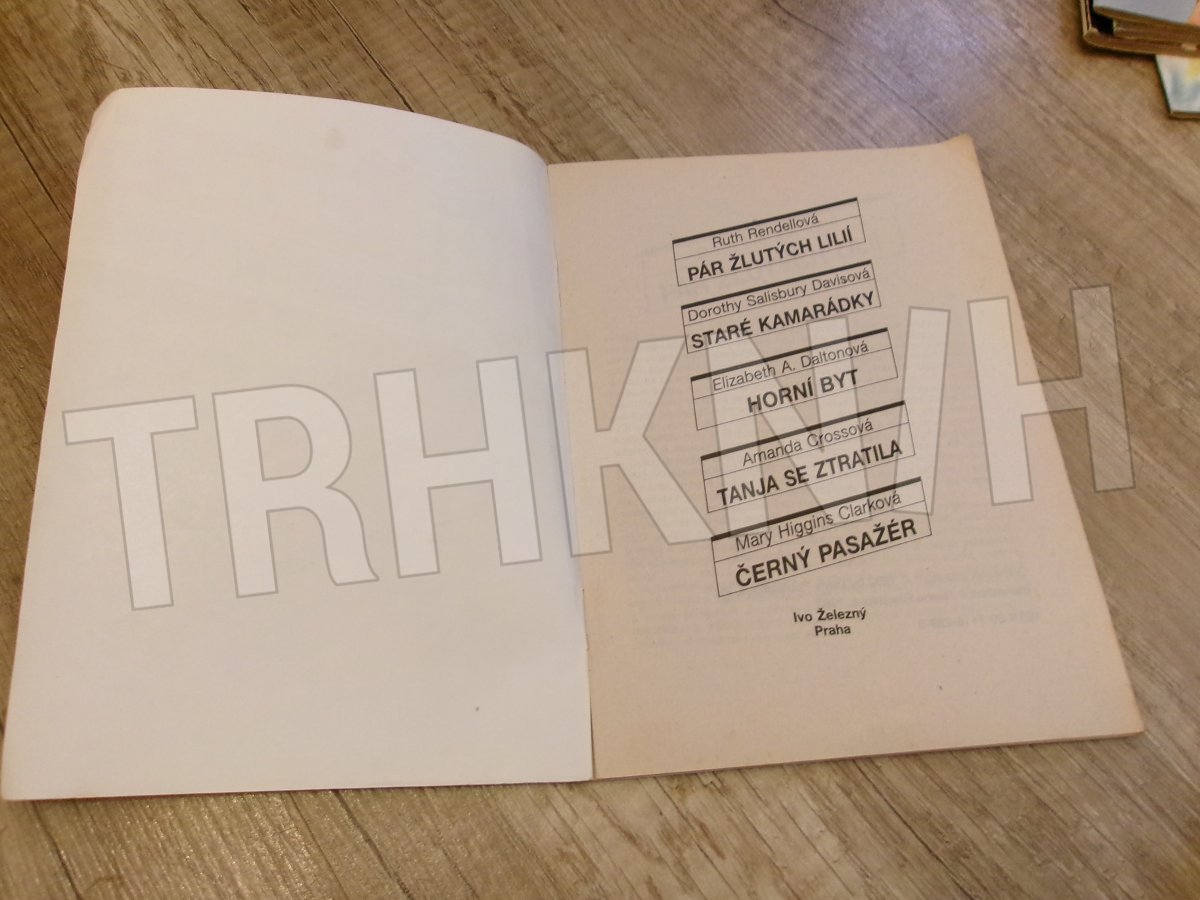 Ruth Rendellová
PÁR ŽLUTÝCH LILIÍ
Dorothy Salisbury Davisová
STARÉ KAMARÁDKY
Elizabeth A. Daltonová
HORNÍ BYT
Amanda Crossová
TANJA SE ZTRATILA
Mary Higgins Clarková
ČERNÝ PASAŽÉR
Ivo Železný
Praha
TRHKNIH